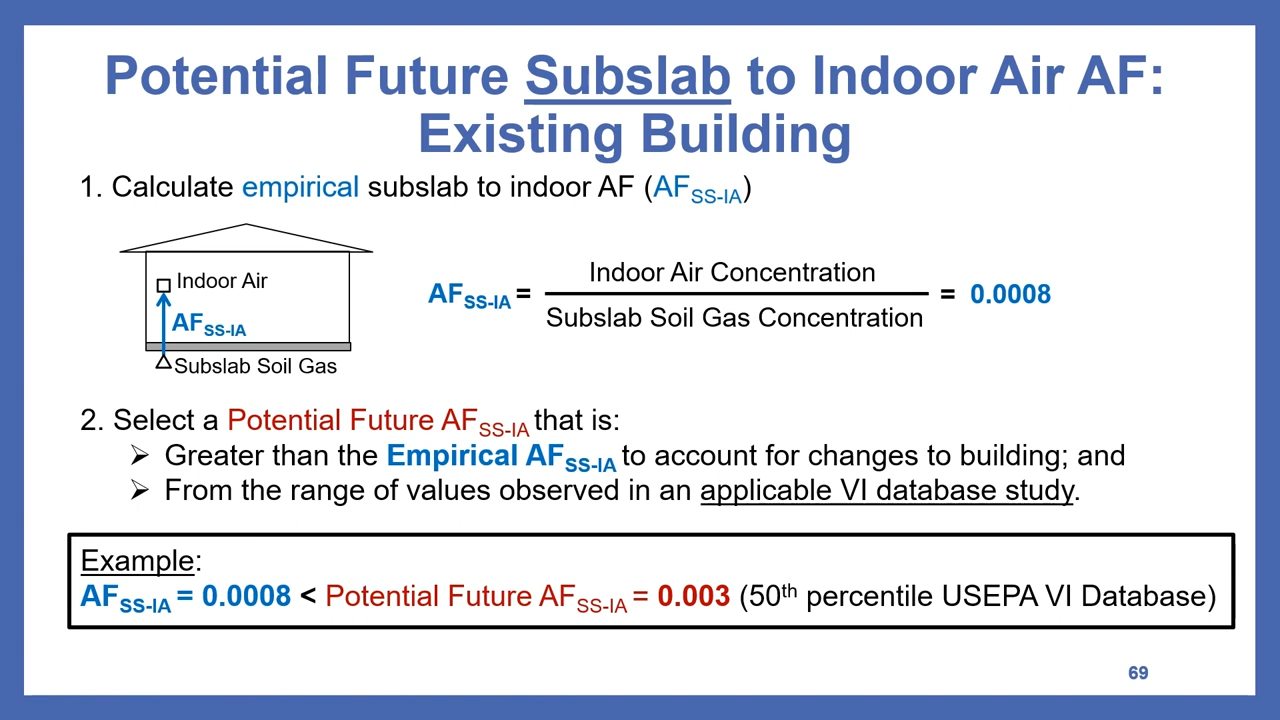 Potential Future Subslab to Indoor Air AF:
Existing Building
1. Calculate empirical subslab to indoor AF (AFSS-IA)
Indoor Air
AFSS-IA
Subslab Soil Gas
AFSS-IA = Indoor Air Concentration
Subslab Soil Gas Concentration
= 0.0008
2. Select a Potential Future AFSS-IA that is:
➢ Greater than the Empirical AFSS-IA to account for changes to building; and
➢ From the range of values observed in an applicable VI database study.
Example:
AFSS-IA = 0.0008 < Potential Future AFSS-IA = 0.003 (50th percentile USEPA VI Database)
69